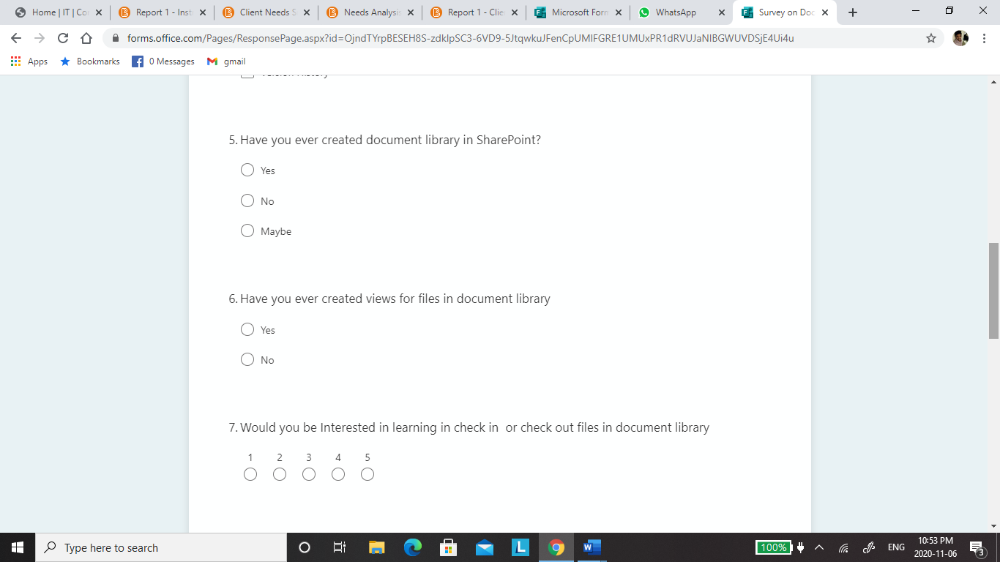 Home | IT | Co
Report 1 - Inst
Client Needs S
Needs Analysis
Report 1 - Clie
Microsoft Form
WhatsApp
Survey on Doc
forms.office.com/Pages/ResponsePage.aspx?id=OjndTYrpBESEH8S-zdklpSC3-6VD9-5JtqwkuJFenCpUMlFGRE1UMUxPR1dRVUJaNlBGWUVDSjE4Ui4u
Apps
Bookmarks
0 Messages
gmail
Version History
5. Have you ever created document library in SharePoint?
Yes
No
Maybe
6. Have you ever created views for files in document library
Yes
No
7. Would you be Interested in learning in check in  or check out files in document library
1 2 3 4 5
Type here to search
100%
ENG
10:53 PM
2020-11-06
3